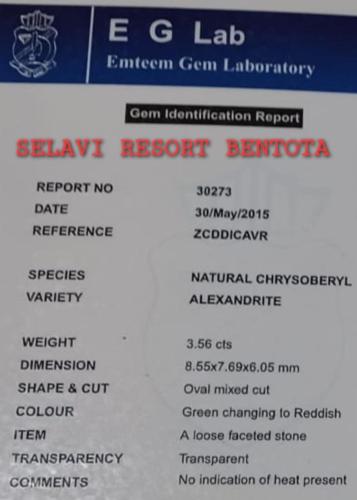 E G Lab
Emteem Gem Laboratory
Gem Identification Report
SELAVI RESORT BENTOTA
REPORT NO 30273
DATE 30/May/2015
REFERENCE ZCDDICAVR
SPECIES NATURAL CHRYSOBERYL
VARIETY ALEXANDRITE
WEIGHT 3.56 cts
DIMENSION 8.55x7.69x6.05 mm
SHAPE & CUT Oval mixed cut
COLOUR Green changing to Reddish
ITEM A loose faceted stone
TRANSPARENCY Transparent
COMMENTS No indication of heat present